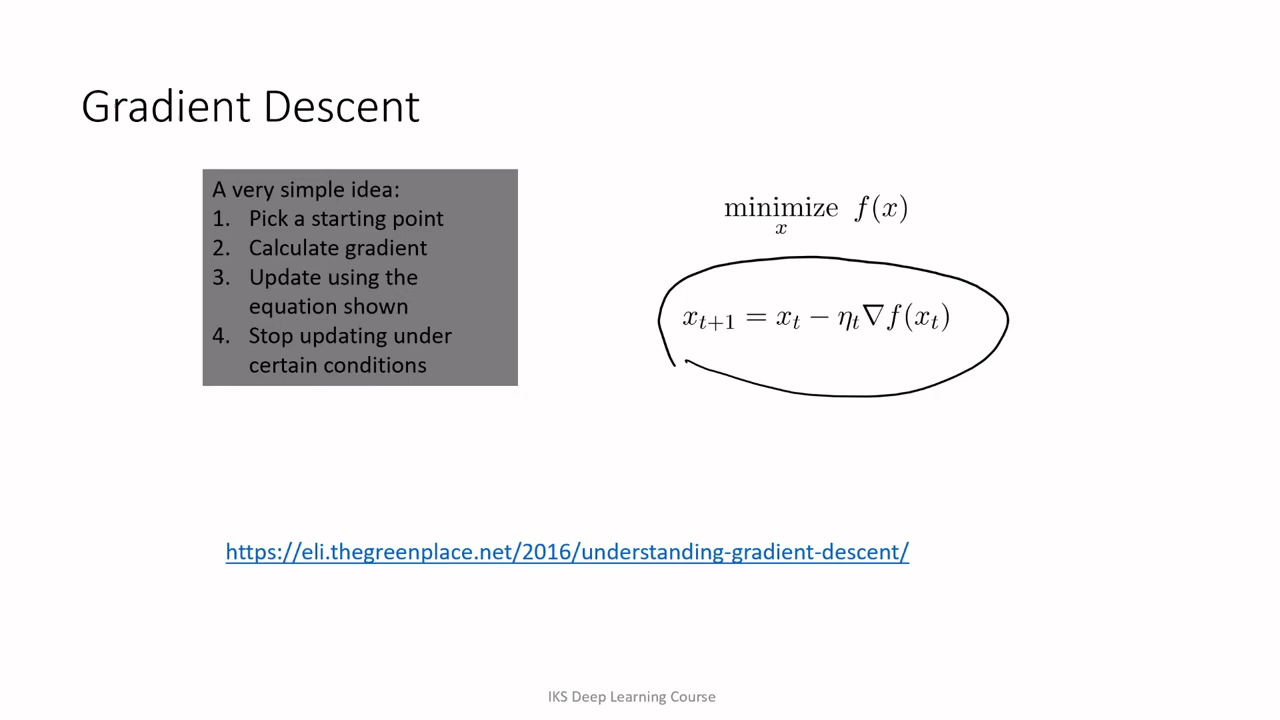 Gradient Descent
A very simple idea:
1. Pick a starting point
2. Calculate gradient
3. Update using the
equation shown
4. Stop updating under
certain conditions
minimize f(x)
x
x_{t+1} = x_t − η_t ∇f(x_t)
https://eli.thegreenplace.net/2016/understanding-gradient-descent/
IKS Deep Learning Course